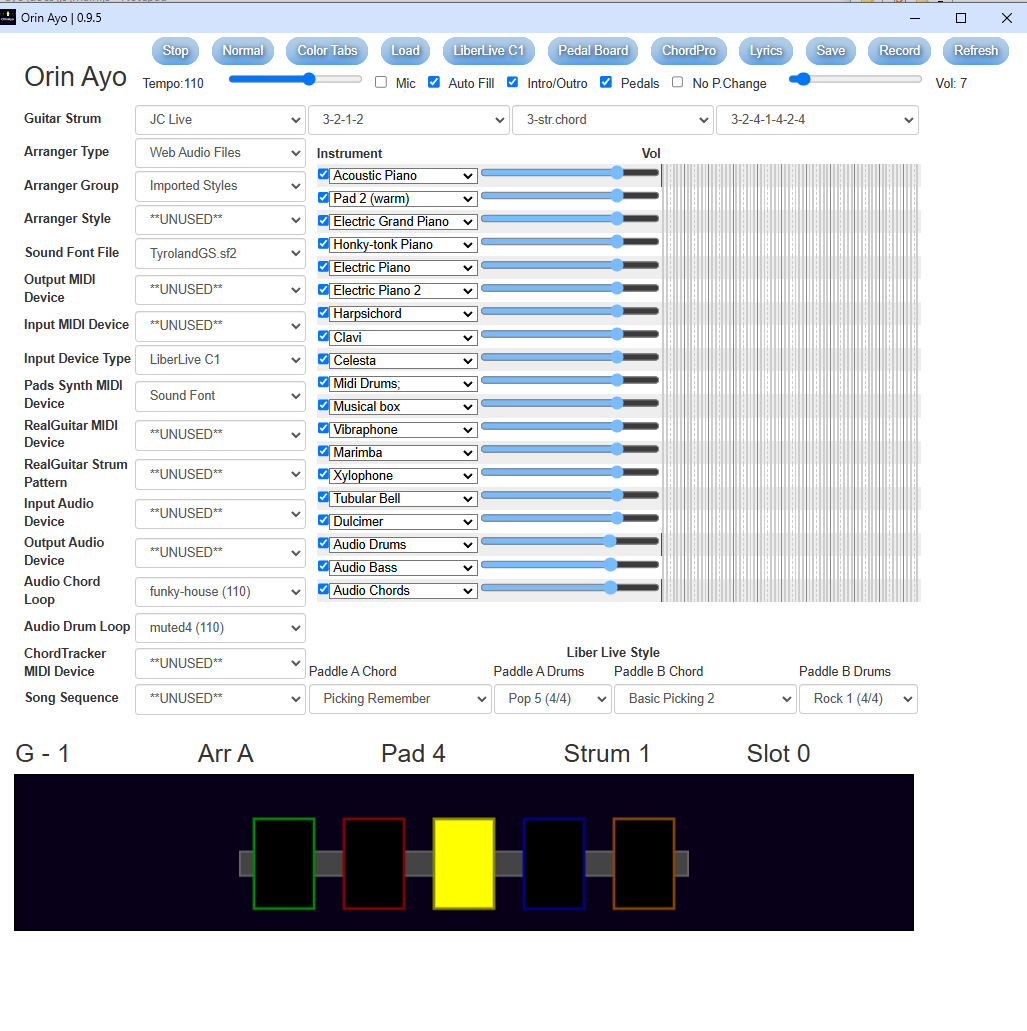 Orin Ayo | 0.9.5
Stop Normal Color Tabs Load LiberLive C1 Pedal Board ChordPro Lyrics Save Record Refresh
Orin Ayo Tempo:110 Mic Auto Fill Intro/Outro Pedals No P.Change Vol: 7
Guitar Strum JC Live 3-2-1-2 3-str.chord 3-2-4-1-4-2-4
Arranger Type Web Audio Files
Arranger Group Imported Styles
Arranger Style **UNUSED**
Sound Font File TyrolandGS.sf2
Output MIDI Device **UNUSED**
Input MIDI Device **UNUSED**
Input Device Type LiberLive C1
Pads Synth MIDI Device Sound Font
RealGuitar MIDI Device **UNUSED**
RealGuitar Strum Pattern **UNUSED**
Input Audio Device **UNUSED**
Output Audio Device **UNUSED**
Audio Chord Loop funky-house (110)
Audio Drum Loop muted4 (110)
ChordTracker MIDI Device **UNUSED**
Song Sequence **UNUSED**
Instrument Vol
Acoustic Piano
Pad 2 (warm)
Electric Grand Piano
Honky-tonk Piano
Electric Piano
Electric Piano 2
Harpsichord
Clavi
Celesta
Midi Drums;
Musical box
Vibraphone
Marimba
Xylophone
Tubular Bell
Dulcimer
Audio Drums
Audio Bass
Audio Chords
Liber Live Style
Paddle A Chord Paddle A Drums Paddle B Chord Paddle B Drums
Picking Remember Pop 5 (4/4) Basic Picking 2 Rock 1 (4/4)
G - 1 Arr A Pad 4 Strum 1 Slot 0